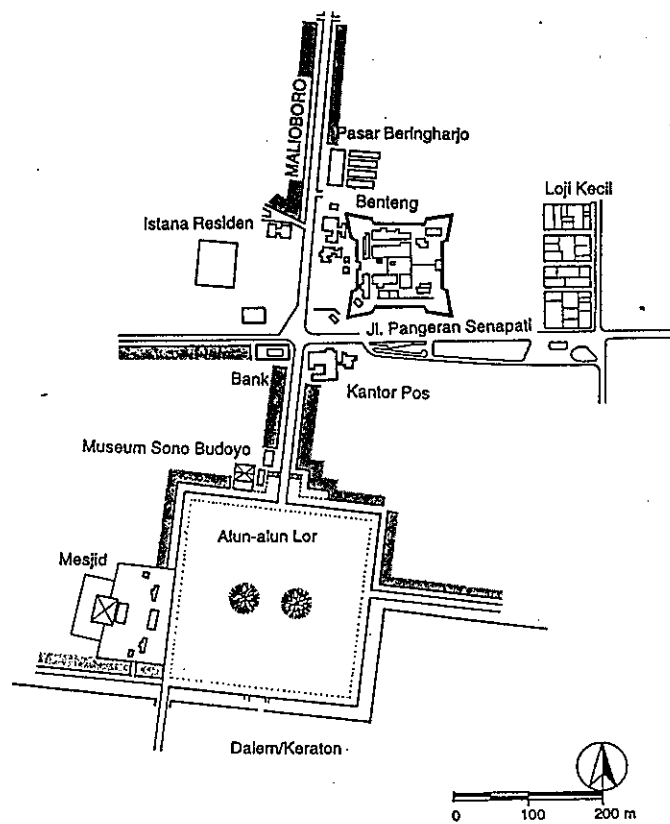 MALIOBORO
Pasar Beringharjo
Loji Kecil
Benteng
Istana Residen
Jl. Pangeran Senapati
Bank
Kantor Pos
Museum Sono Budoyo
Alun-alun Lor
Mesjid
Dalem/Keraton
0 100 200 m